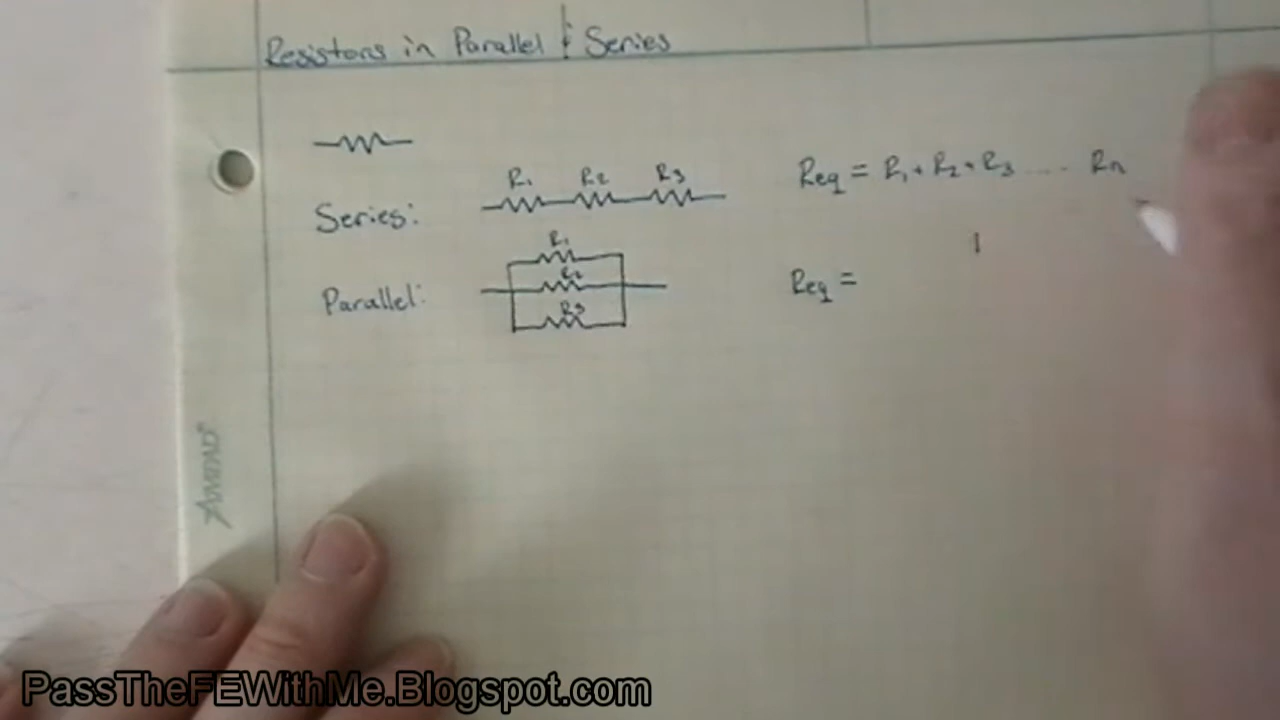 Resistors in Parallel & Series
R1 R2 R3
Series:
Req = R1 + R2 + R3 .... Rn
R1
R2
R3
Parallel:
Req =
1
AMPAD®
PassTheFEWithMe.Blogspot.com